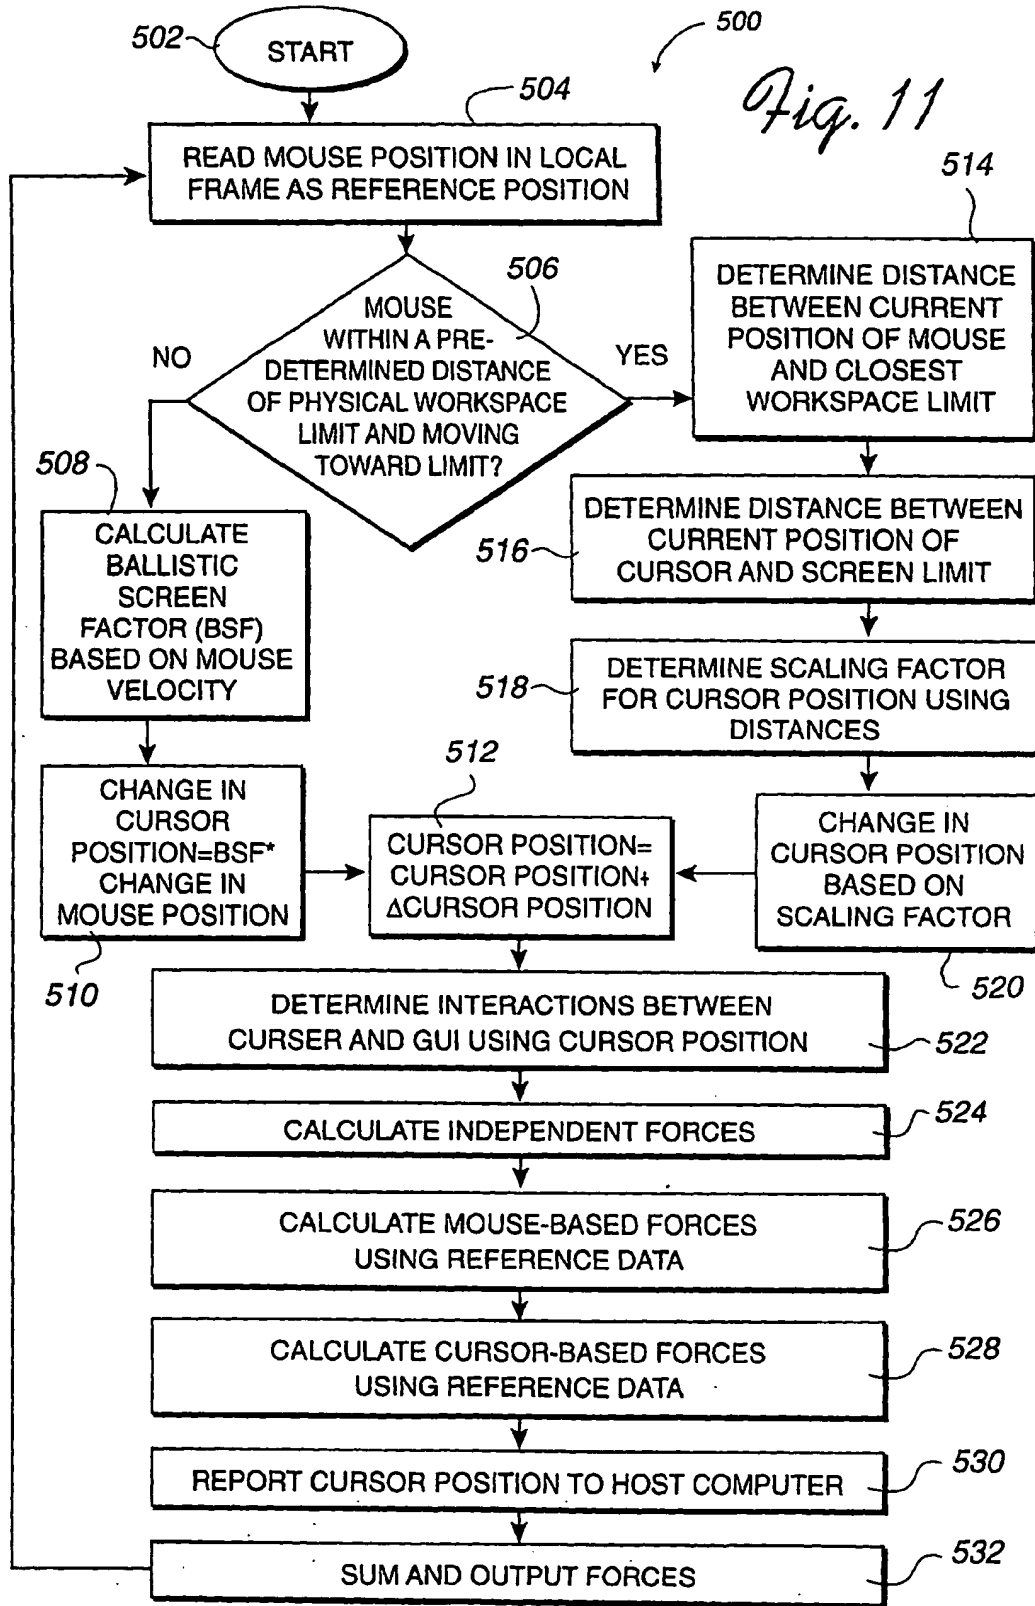 502
START
500
Fig. 11
504
READ MOUSE POSITION IN LOCAL
FRAME AS REFERENCE POSITION
506
MOUSE
WITHIN A PRE-
DETERMINED DISTANCE
OF PHYSICAL WORKSPACE
LIMIT AND MOVING
TOWARD LIMIT?
NO
YES
514
DETERMINE DISTANCE
BETWEEN CURRENT
POSITION OF MOUSE
AND CLOSEST
WORKSPACE LIMIT
508
CALCULATE
BALLISTIC
SCREEN
FACTOR (BSF)
BASED ON MOUSE
VELOCITY
516
DETERMINE DISTANCE BETWEEN
CURRENT POSITION OF
CURSOR AND SCREEN LIMIT
518
DETERMINE SCALING FACTOR
FOR CURSOR POSITION USING
DISTANCES
CHANGE IN
CURSOR
POSITION=BSF*
CHANGE IN
MOUSE POSITION
510
512
CURSOR POSITION=
CURSOR POSITION+
ΔCURSOR POSITION
CHANGE IN
CURSOR POSITION
BASED ON
SCALING FACTOR
520
DETERMINE INTERACTIONS BETWEEN
CURSER AND GUI USING CURSOR POSITION
522
CALCULATE INDEPENDENT FORCES
524
CALCULATE MOUSE-BASED FORCES
USING REFERENCE DATA
526
CALCULATE CURSOR-BASED FORCES
USING REFERENCE DATA
528
REPORT CURSOR POSITION TO HOST COMPUTER
530
SUM AND OUTPUT FORCES
532